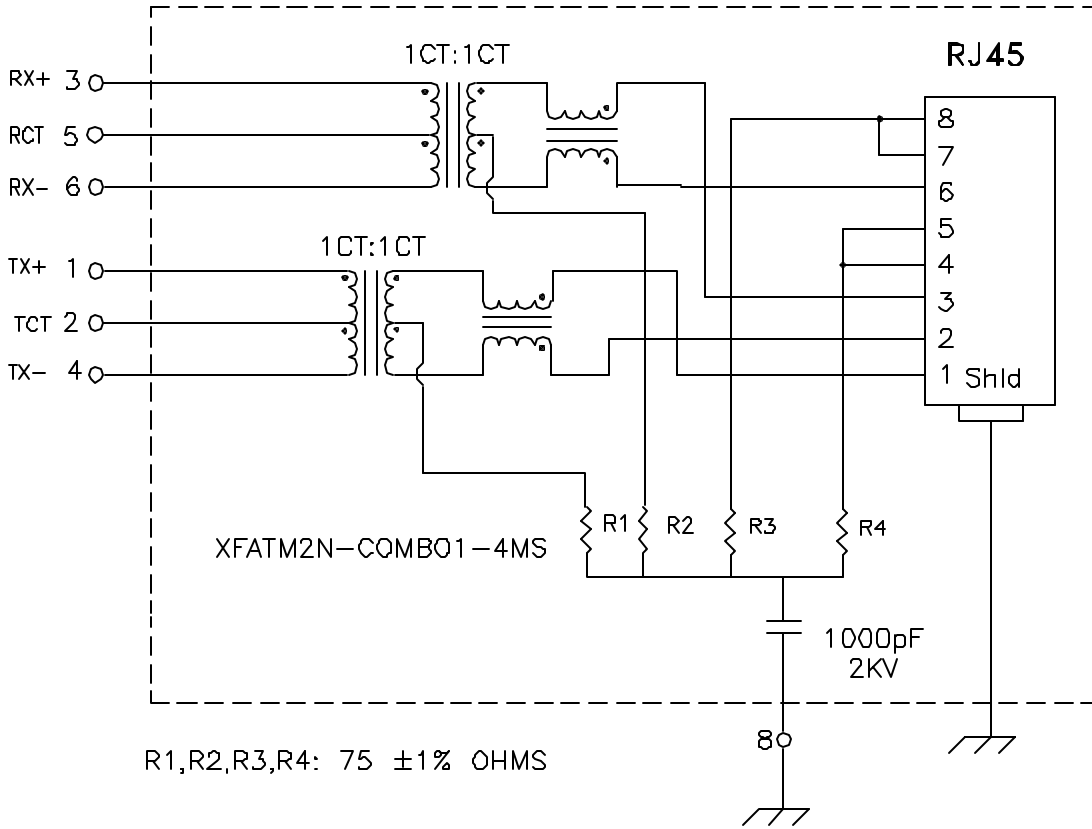 1CT:1CT
RJ45
RX+ 3
RCT 5
RX- 6
8
7
6
5
4
3
2
1 Shld
1CT:1CT
TX+ 1
TCT 2
TX- 4
R1
R2
R3
R4
XFATM2N-COMBO1-4MS
1000pF
2KV
8
R1,R2,R3,R4: 75 ±1% OHMS